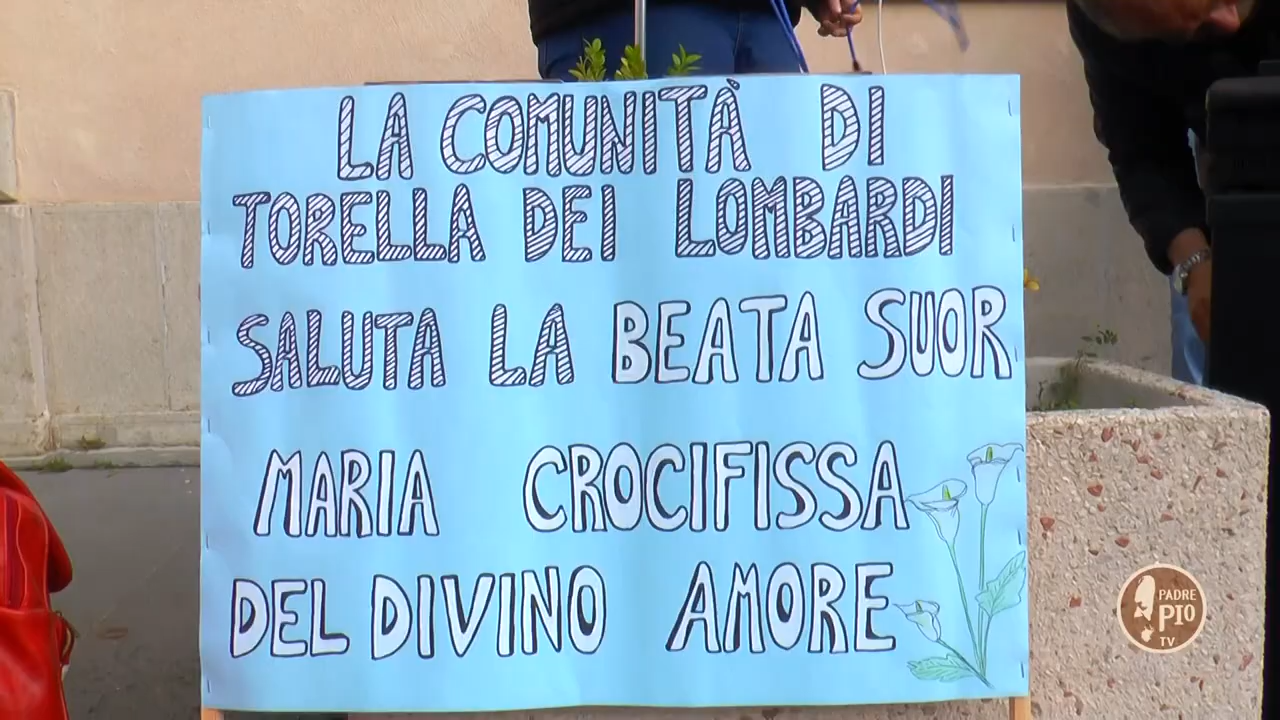 LA COMUNITÀ DI
TORELLA DEI LOMBARDI
SALUTA LA BEATA SUOR
MARIA CROCIFISSA
DEL DIVINO AMORE
PADRE
PIO
TV